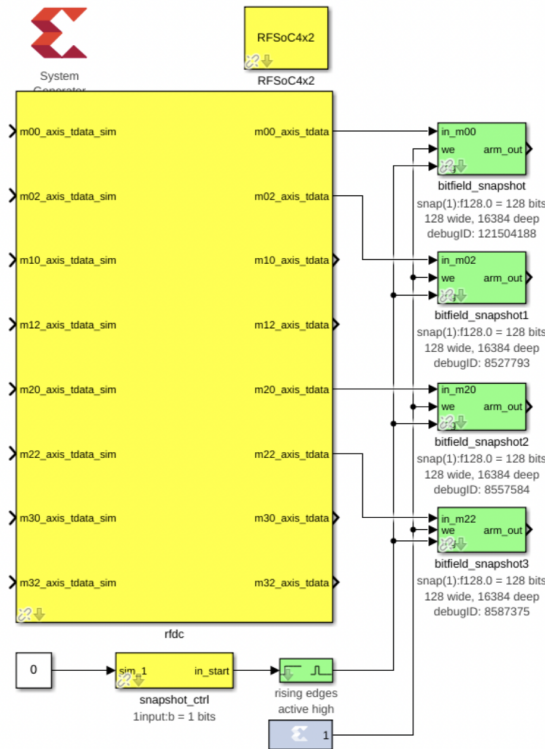 RFSoC4x2
System
Generator
RFSoC4x2
m00_axis_tdata_sim
m00_axis_tdata
m02_axis_tdata_sim
m02_axis_tdata
m10_axis_tdata_sim
m10_axis_tdata
m12_axis_tdata_sim
m12_axis_tdata
m20_axis_tdata_sim
m20_axis_tdata
m22_axis_tdata_sim
m22_axis_tdata
m30_axis_tdata_sim
m30_axis_tdata
m32_axis_tdata_sim
m32_axis_tdata
rfdc
in_m00
we
arm_out
bitfield_snapshot
snap(1):f128.0 = 128 bits
128 wide, 16384 deep
debugID: 121504188
in_m02
we
arm_out
bitfield_snapshot1
snap(1):f128.0 = 128 bits
128 wide, 16384 deep
debugID: 8527793
in_m20
we
arm_out
bitfield_snapshot2
snap(1):f128.0 = 128 bits
128 wide, 16384 deep
debugID: 8557584
in_m22
we
arm_out
bitfield_snapshot3
snap(1):f128.0 = 128 bits
128 wide, 16384 deep
debugID: 8587375
0
sim_1
in_start
snapshot_ctrl
1input:b = 1 bits
rising edges
active high
1